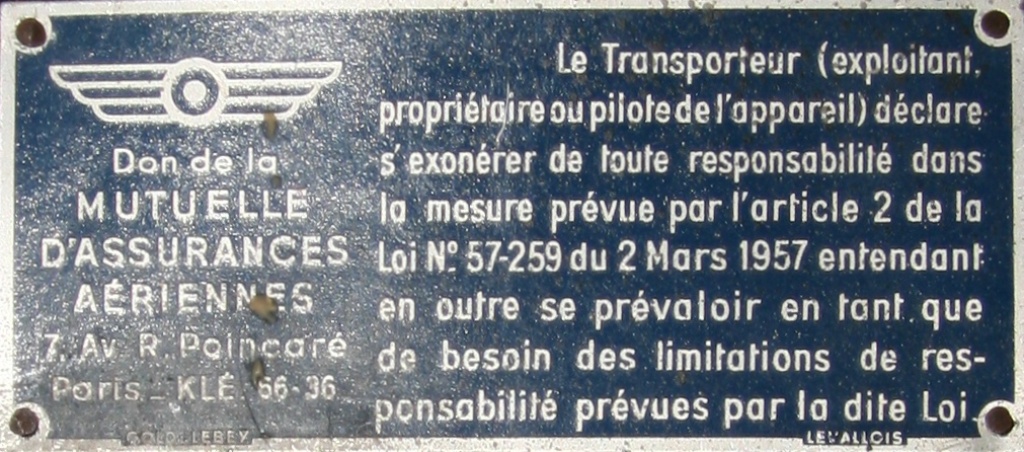 Don de la
MUTUELLE
D'ASSURANCES
AÉRIENNES
7, Av R. Poincaré
Paris - KLÉ. 66-36
Le Transporteur (exploitant,
propriétaire ou pilote de l'appareil) déclare
s'exonérer de toute responsabilité dans
la mesure prévue par l'article 2 de la
Loi Nº 57-259 du 2 Mars 1957 entendant
en outre se prévaloir en tant que
de besoin des limitations de res-
ponsabilité prévues par la dite Loi.
LEVALLOIS